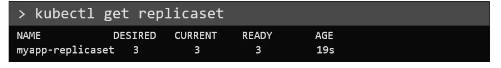 > kubectl get replicaset
NAME DESIRED CURRENT READY AGE
myapp-replicaset 3 3 3 19s